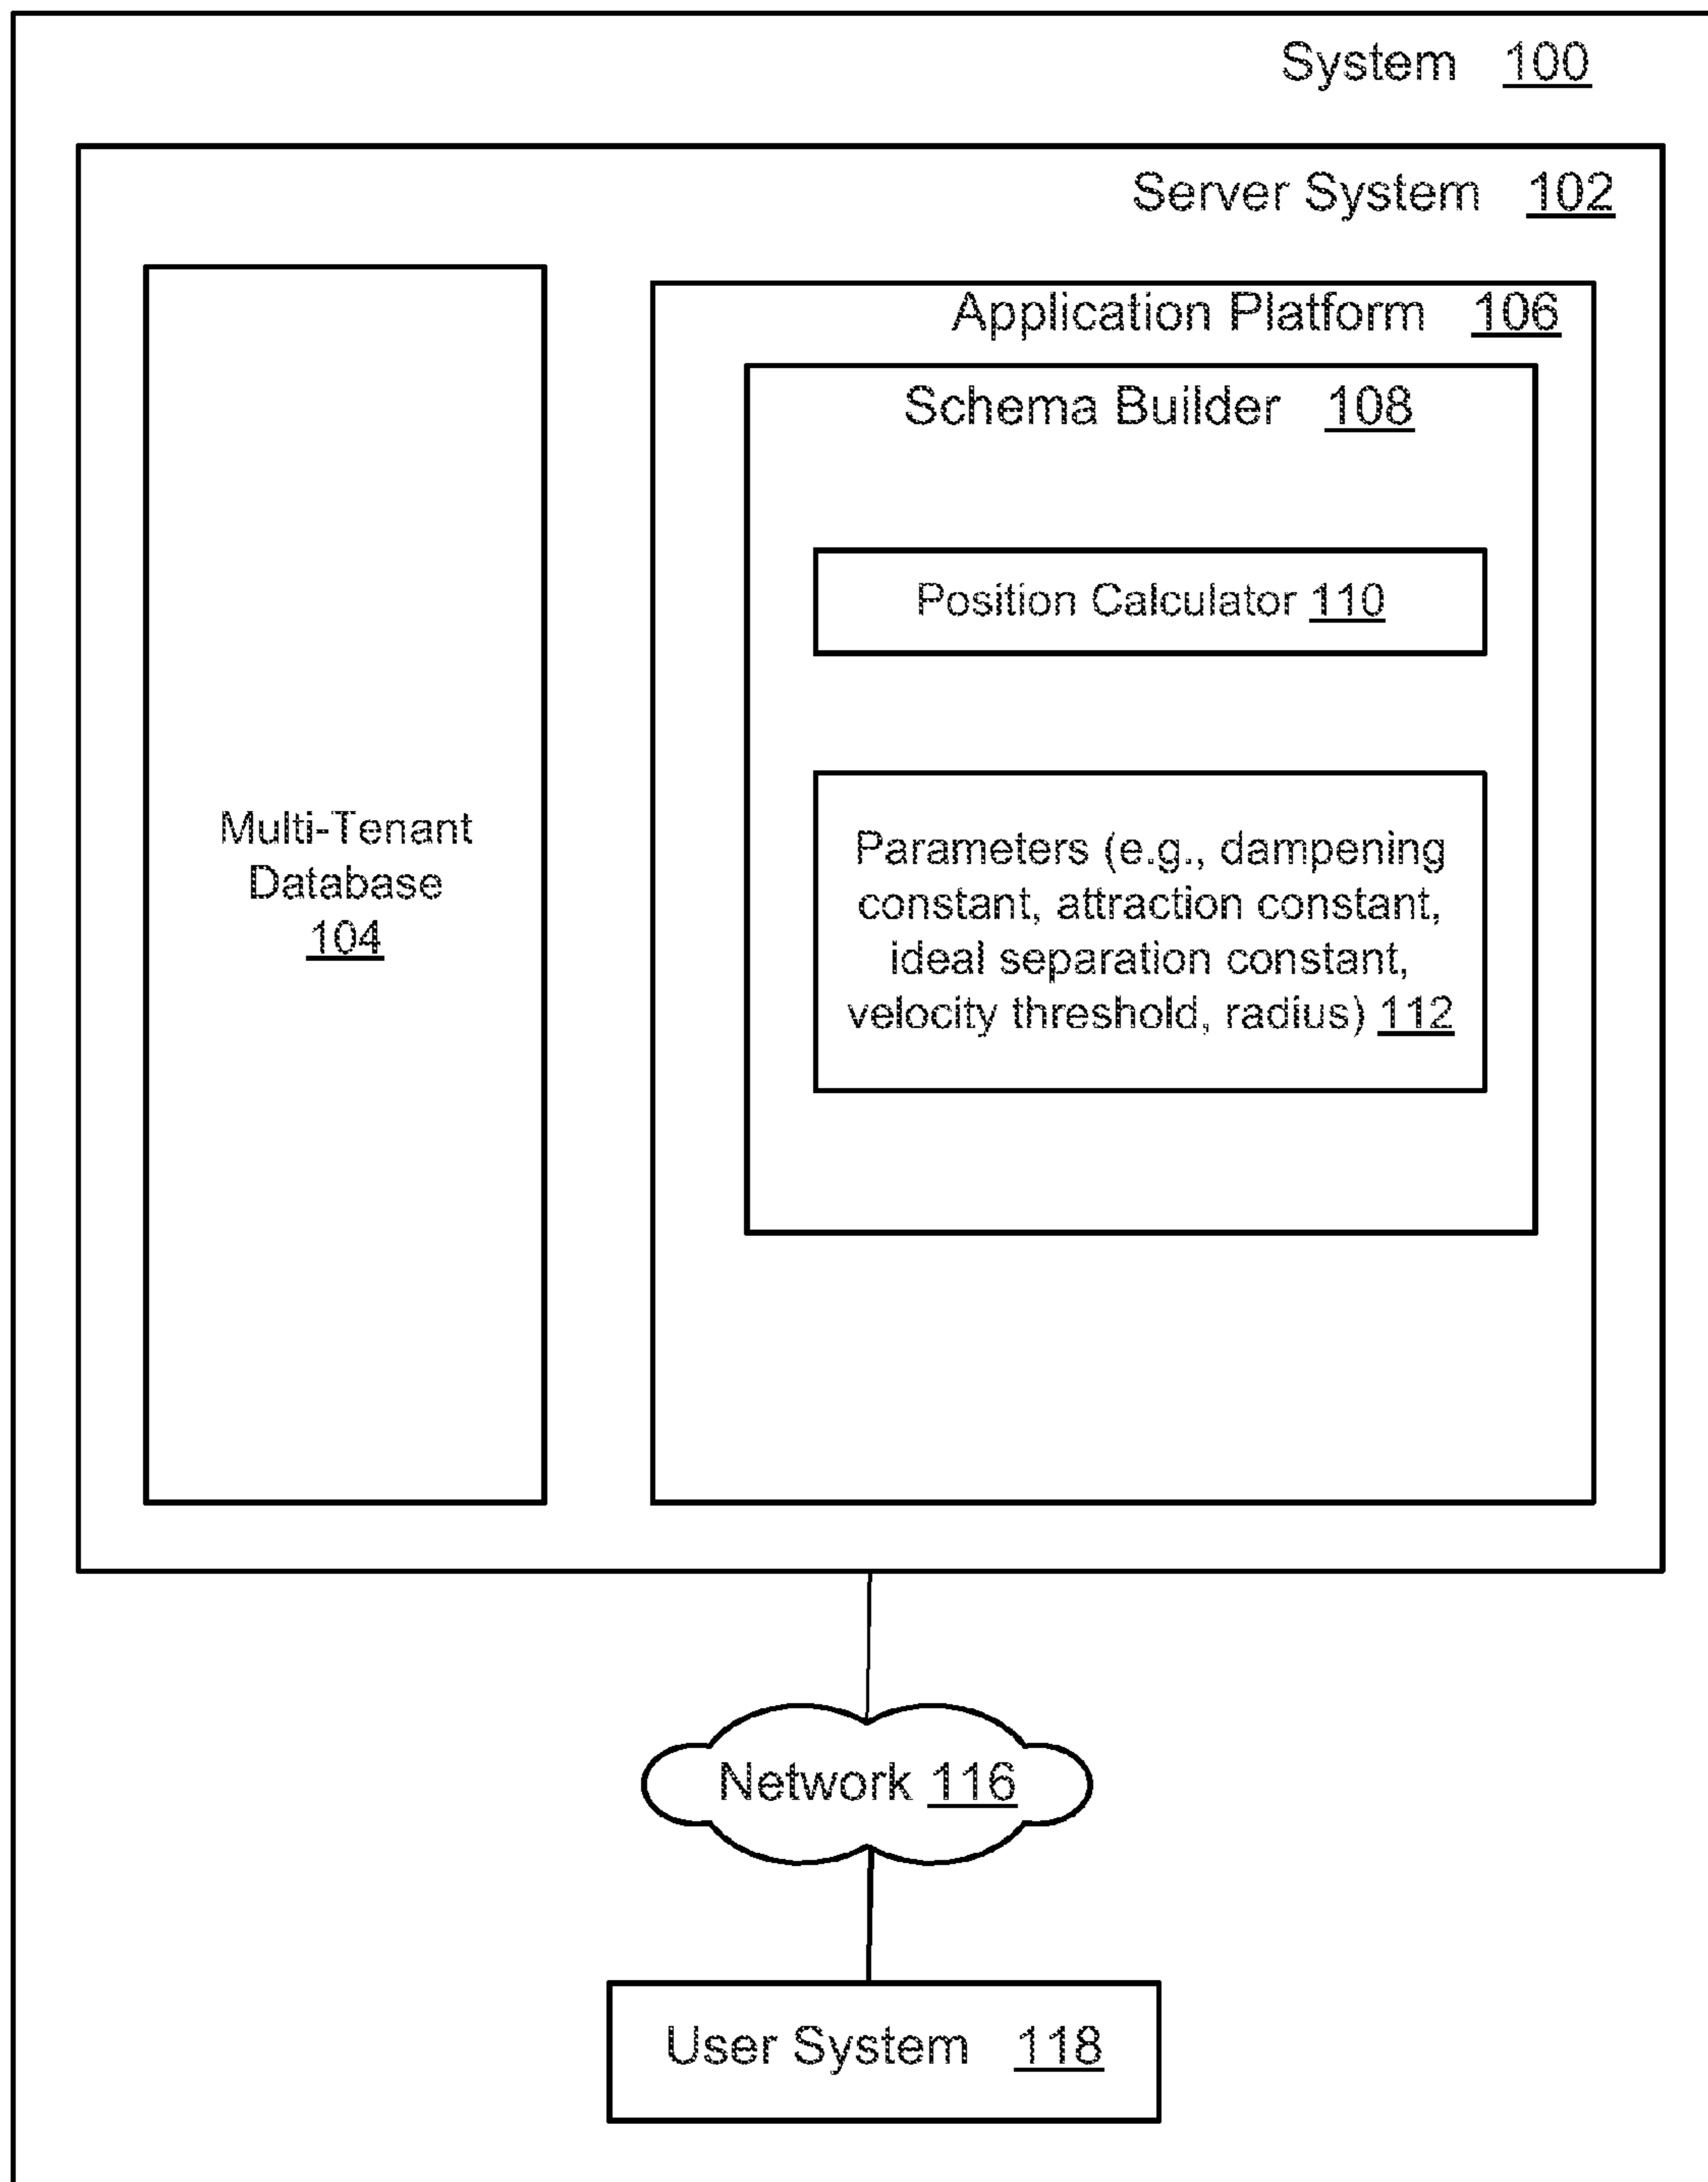 System 100
Server System 102
Application Platform 106
Schema Builder 108
Position Calculator 110
Multi-Tenant
Database
104
Parameters (e.g., dampening
constant, attraction constant,
ideal separation constant,
velocity threshold, radius) 112
Network 116
User System 118